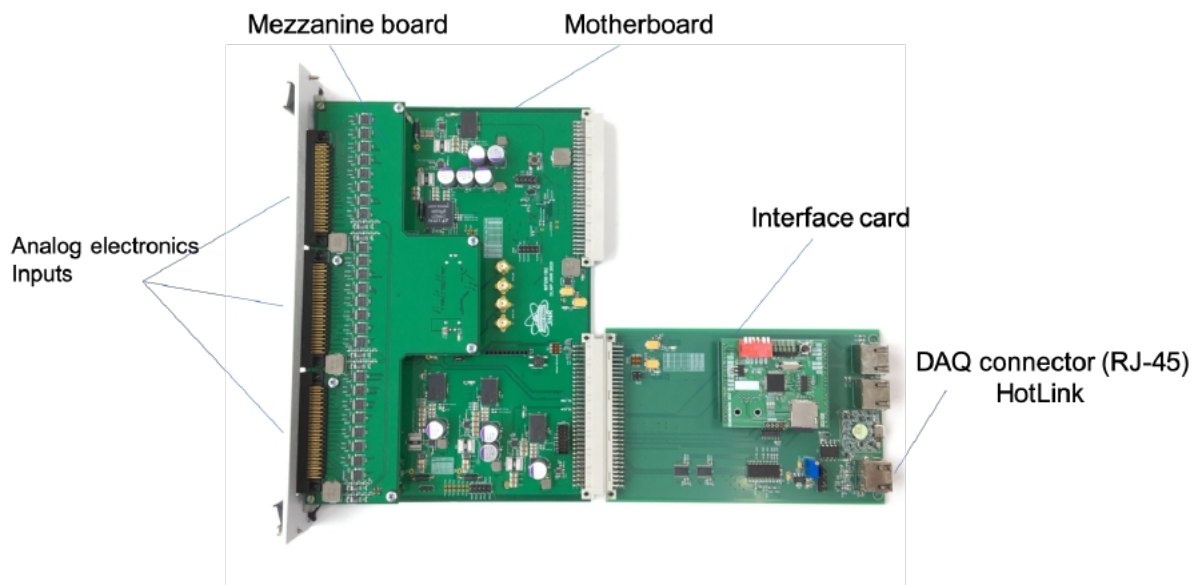 Mezzanine board
Motherboard
Interface card
Analog electronics
Inputs
DAQ connector (RJ-45)
HotLink